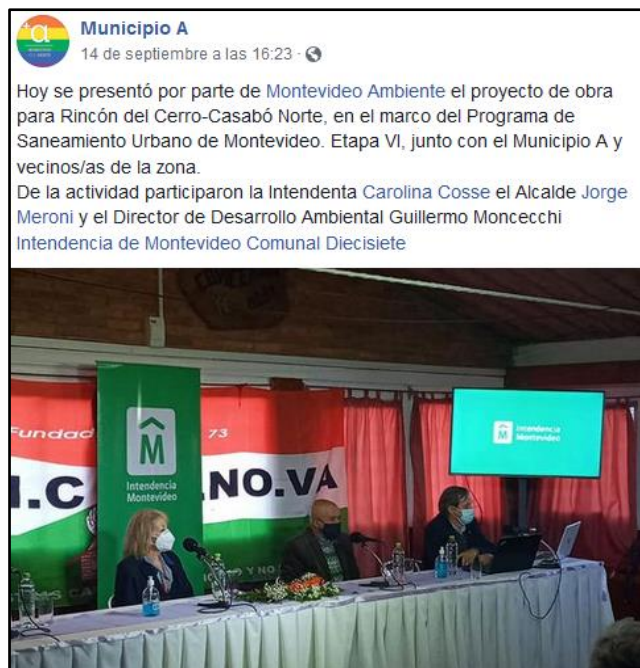 Municipio A
14 de septiembre a las 16:23 ·
Hoy se presentó por parte de Montevideo Ambiente el proyecto de obra
para Rincón del Cerro-Casabó Norte, en el marco del Programa de
Saneamiento Urbano de Montevideo. Etapa VI, junto con el Municipio A y
vecinos/as de la zona.
De la actividad participaron la Intendenta Carolina Cosse el Alcalde Jorge
Meroni y el Director de Desarrollo Ambiental Guillermo Moncecchi
Intendencia de Montevideo Comunal Diecisiete
Fundad
73
.NO.VA
M
Intendencia
Montevideo
M
Intendencia
Montevideo
Y NO